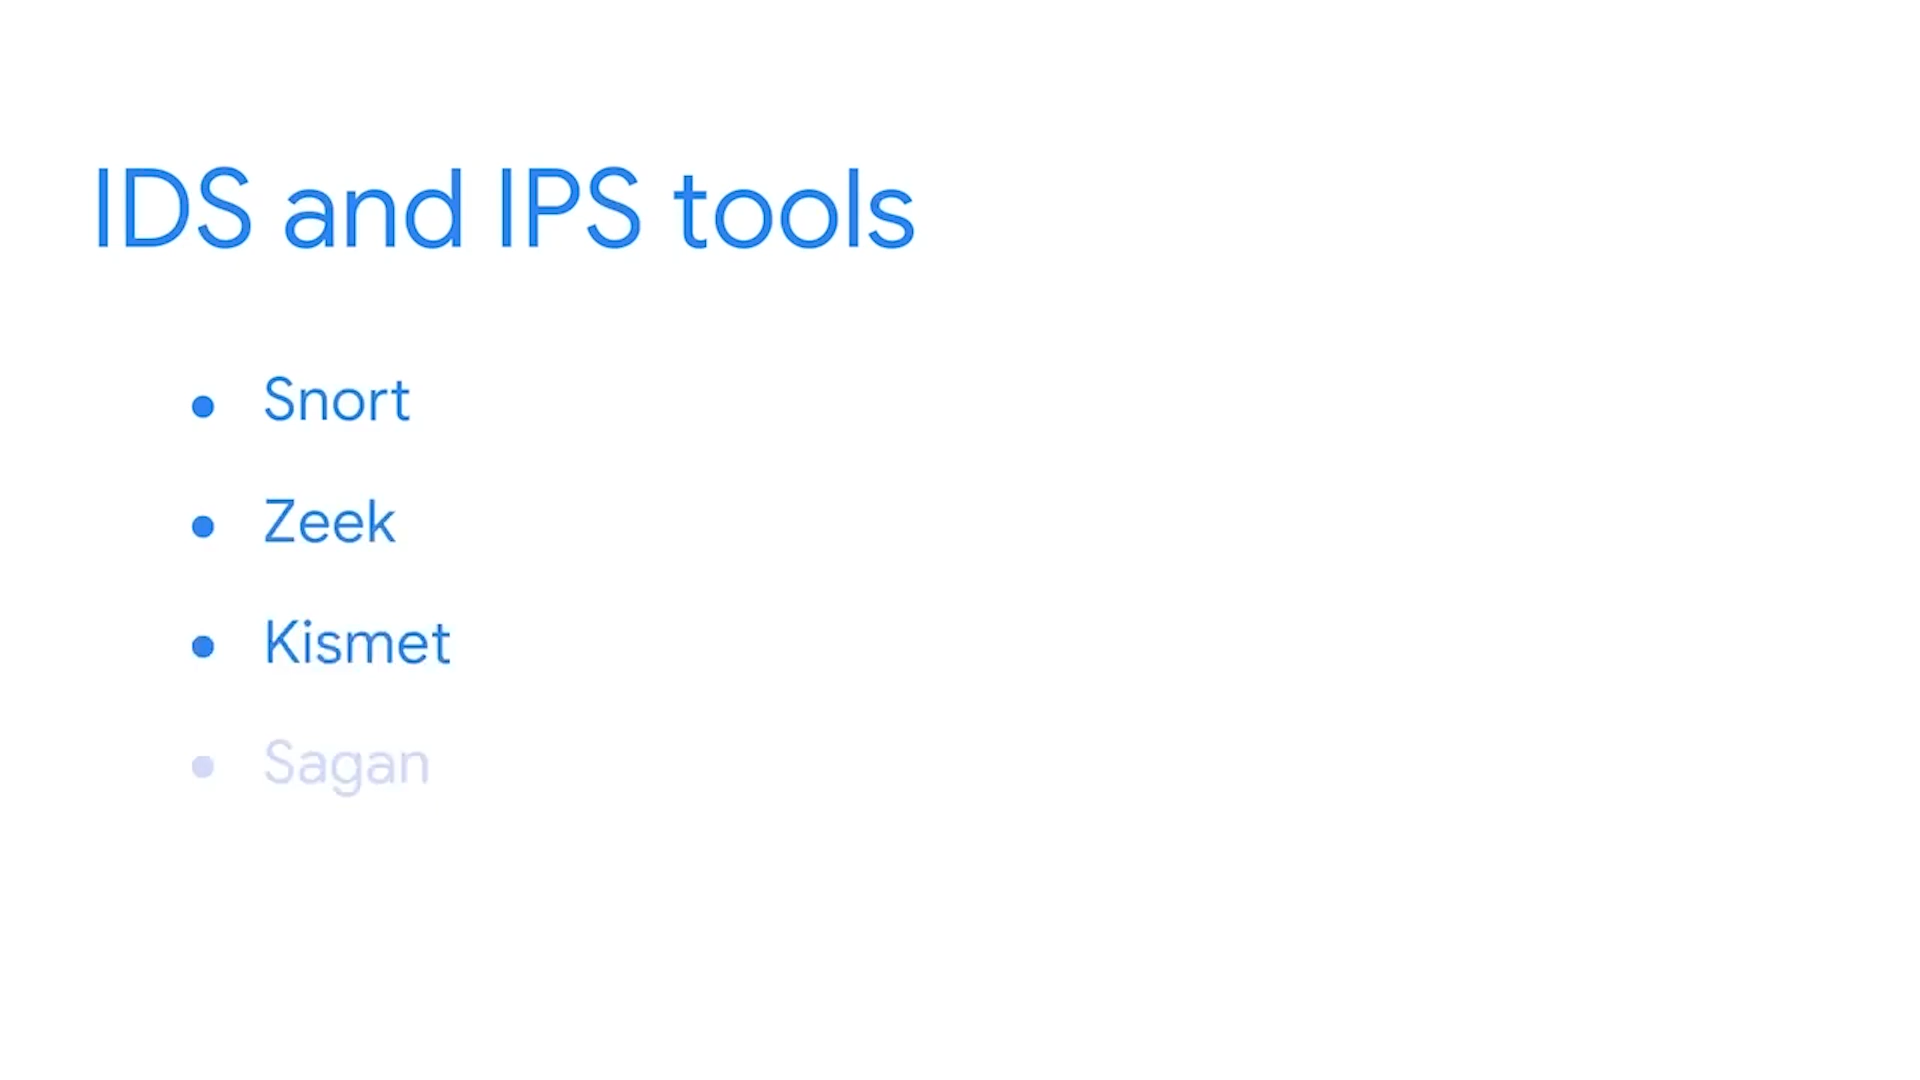 IDS and IPS tools
• Snort
• Zeek
• Kismet
• Sagan